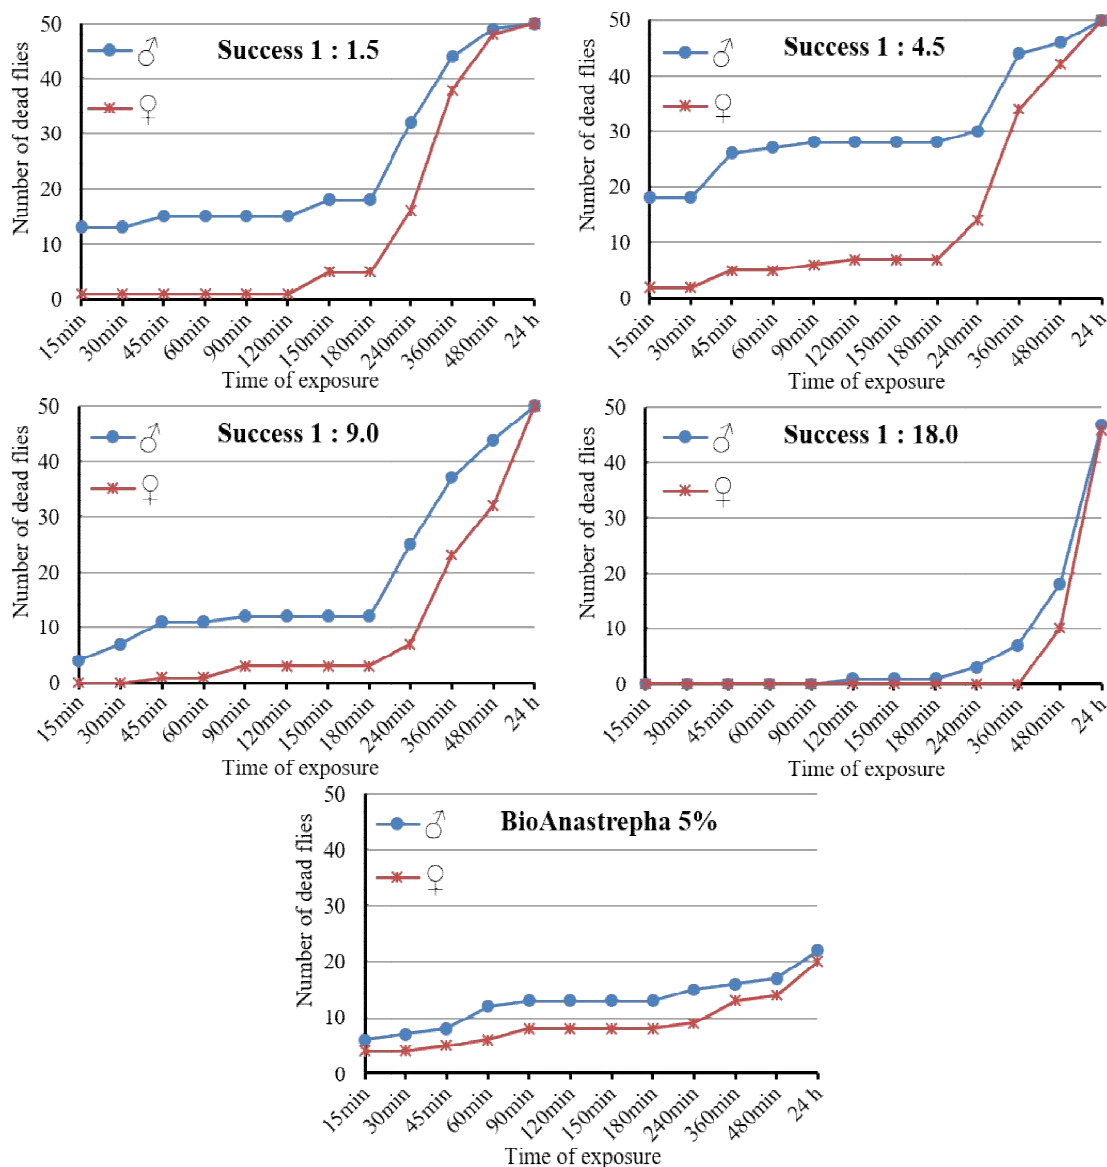 Success 1 : 1.5
♂
♀
Number of dead flies
50
40
30
20
10
0
15min
30min
45min
60min
90min
120min
150min
180min
240min
360min
480min
24 h
Time of exposure
Success 1 : 4.5
♂
♀
Number of dead flies
50
40
30
20
10
0
15min
30min
45min
60min
90min
120min
150min
180min
240min
360min
480min
24 h
Time of exposure
Success 1 : 9.0
♂
♀
Number of dead flies
50
40
30
20
10
0
15min
30min
45min
60min
90min
120min
150min
180min
240min
360min
480min
24 h
Time of exposure
Success 1 : 18.0
♂
♀
Number of dead flies
50
40
30
20
10
0
15min
30min
45min
60min
90min
120min
150min
180min
240min
360min
480min
24 h
Time of exposure
BioAnastrepha 5%
♂
♀
Number of dead flies
50
40
30
20
10
0
15min
30min
45min
60min
90min
120min
150min
180min
240min
360min
480min
24 h
Time of exposure